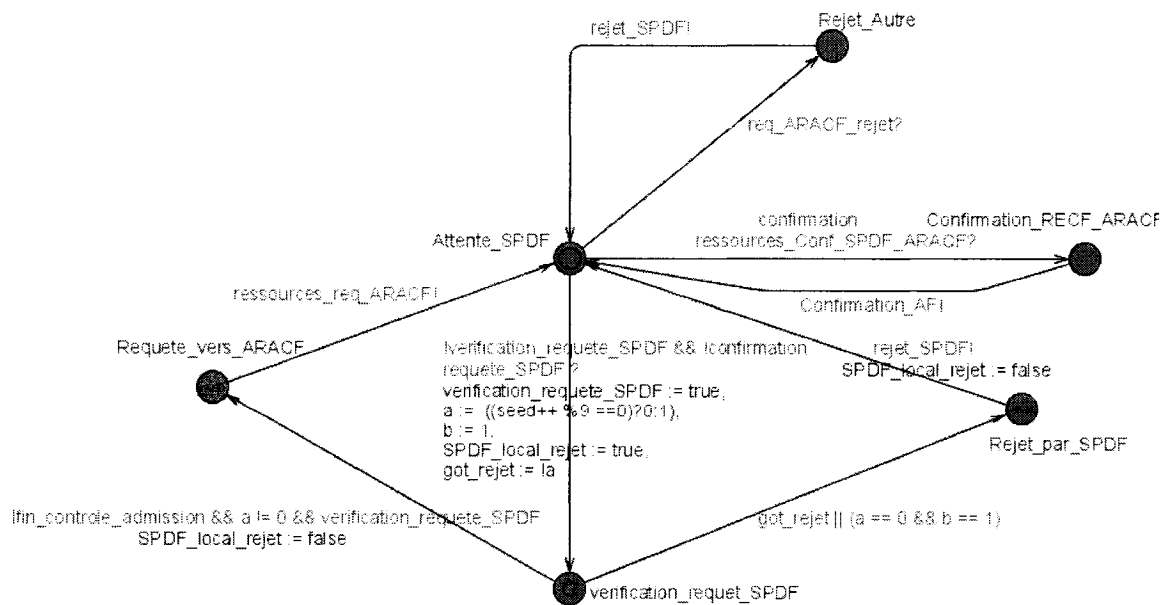 rejet_SPDF!
Rejet_Autre
req_ARACF_rejet?
confirmation
ressources_Conf_SPDF_ARACF?
Confirmation_RECF_ARACF
Attente_SPDF
ressources_req_ARACF!
Confirmation_AF!
Requete_vers_ARACF
!verification_requete_SPDF && !confirmation
requete_SPDF ?
verification_requete_SPDF := true,
a := ((seed++ %9 ==0)?0:1),
b := 1,
SPDF_local_rejet := true,
got_rejet := !a
rejet_SPDF!
SPDF_local_rejet := false
Rejet_par_SPDF
!fin_controle_admission && a != 0 && verification_requete_SPDF
SPDF_local_rejet := false
got_rejet || (a == 0 && b == 1)
verification_requet_SPDF